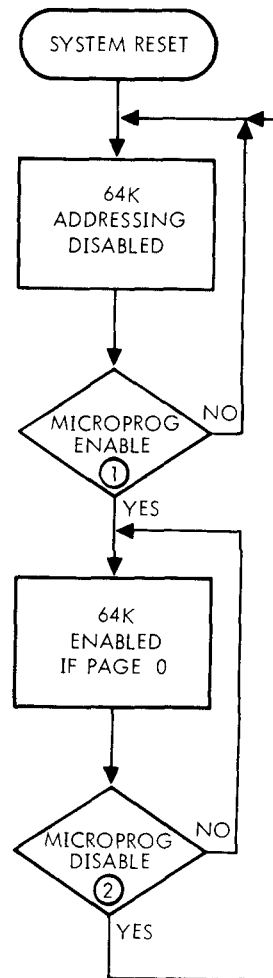 SYSTEM RESET
64K
ADDRESSING
DISABLED
MICROPROG
ENABLE
1
NO
YES
64K
ENABLED
IF PAGE 0
MICROPROG
DISABLE
2
NO
YES